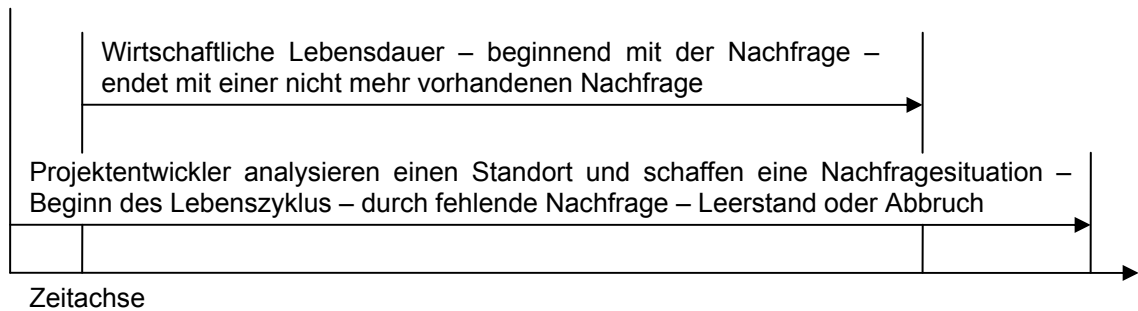 Wirtschaftliche Lebensdauer – beginnend mit der Nachfrage –
endet mit einer nicht mehr vorhandenen Nachfrage
Projektentwickler analysieren einen Standort und schaffen eine Nachfragesituation –
Beginn des Lebenszyklus – durch fehlende Nachfrage – Leerstand oder Abbruch
Zeitachse